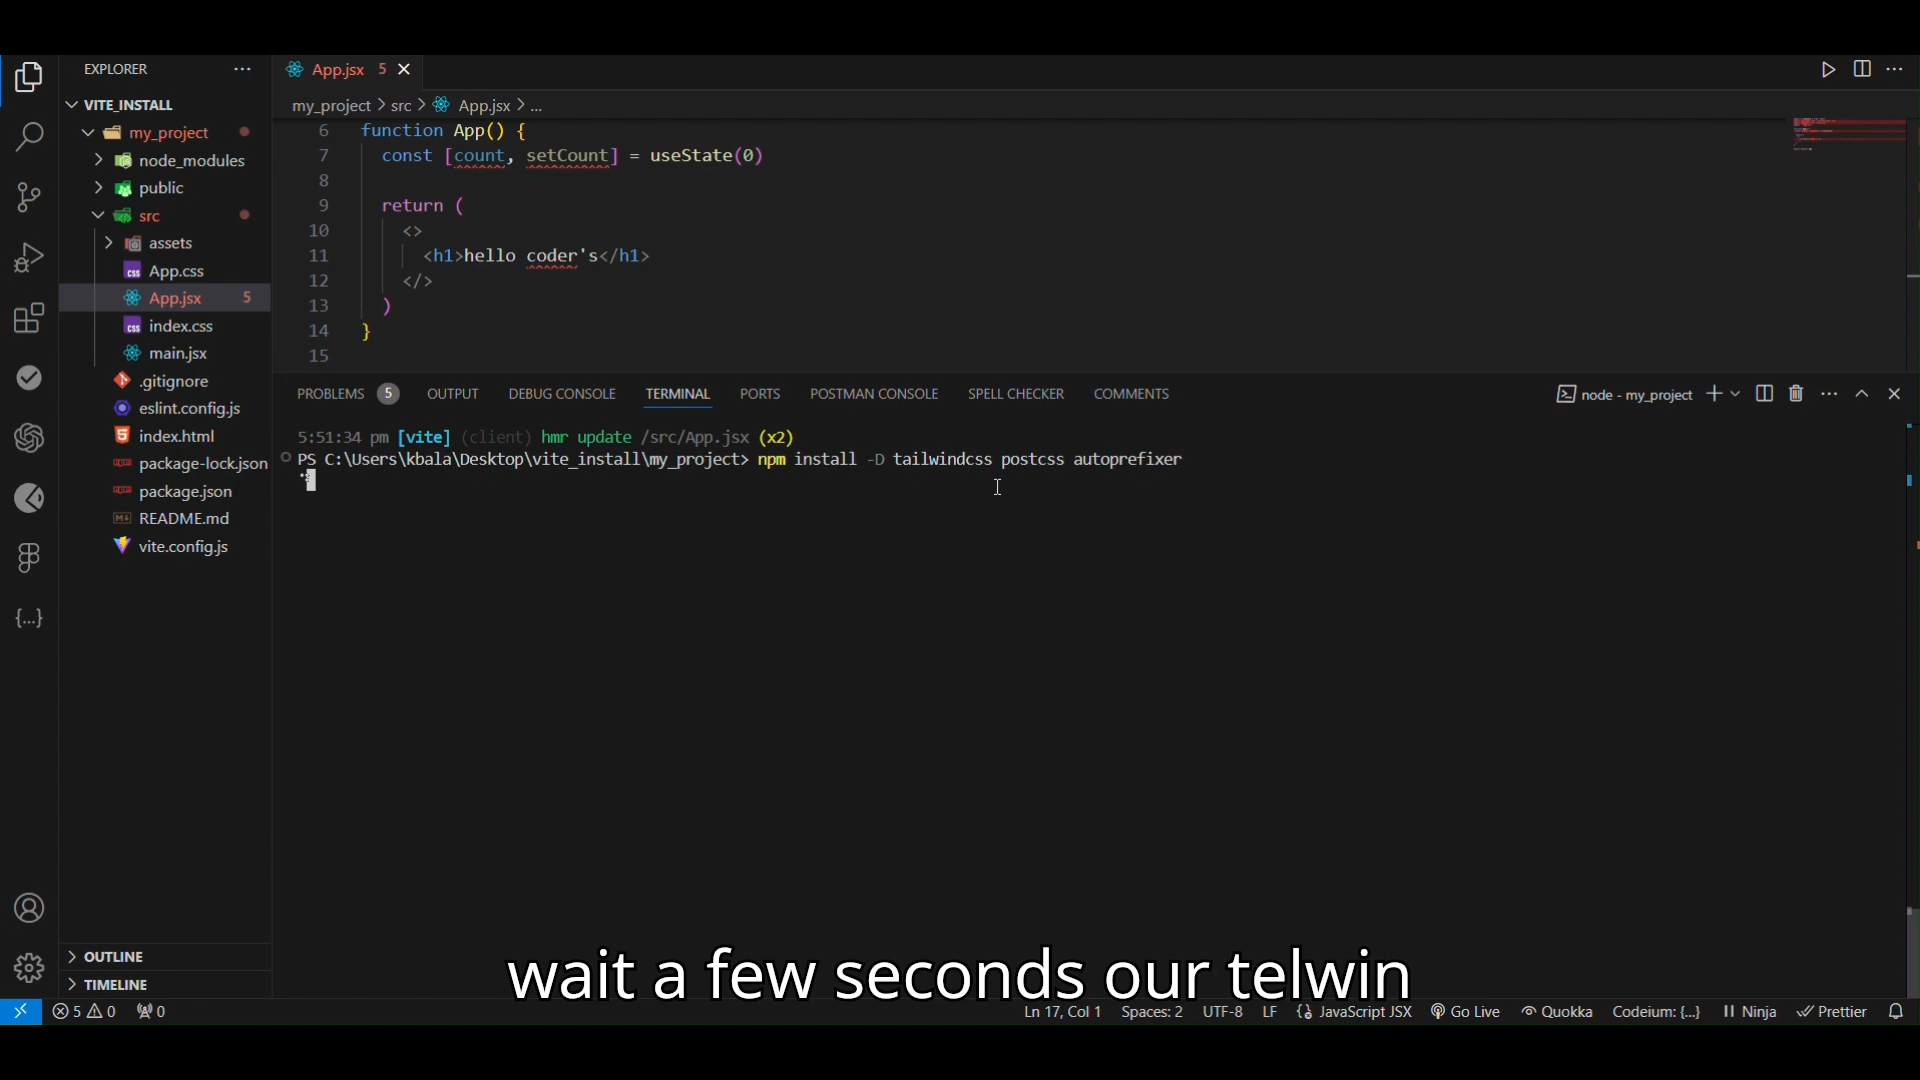 EXPLORER
VITE_INSTALL
my_project
node_modules
public
src
assets
App.css
App.jsx 5
index.css
main.jsx
.gitignore
eslint.config.js
index.html
package-lock.json
package.json
README.md
vite.config.js
OUTLINE
TIMELINE
App.jsx 5
my_project > src > App.jsx > ...
6 function App() {
7 const [count, setCount] = useState(0)
8
9 return (
10 <>
11 <h1>hello coder's</h1>
12 </>
13 )
14 }
15
PROBLEMS 5 OUTPUT DEBUG CONSOLE TERMINAL PORTS POSTMAN CONSOLE SPELL CHECKER COMMENTS
node - my_project
5:51:34 pm [vite] (client) hmr update /src/App.jsx (x2)
PS C:\Users\kbala\Desktop\vite_install\my_project> npm install -D tailwindcss postcss autoprefixer
wait a few seconds our telwin
5 0 0 Ln 17, Col 1 Spaces: 2 UTF-8 LF JavaScript JSX Go Live Quokka Codeium: {...} Ninja Prettier